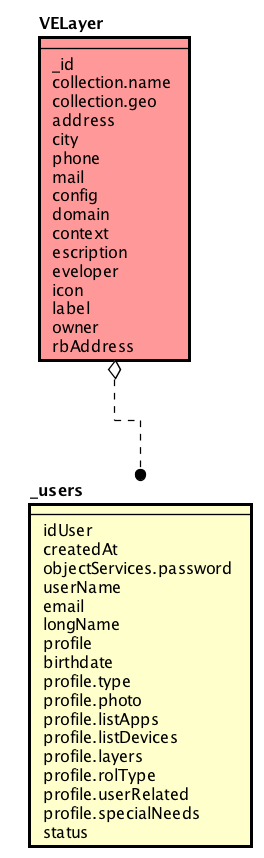 VELayer
_id
collection.name
collection.geo
address
city
phone
mail
config
domain
context
escription
eveloper
icon
label
owner
rbAddress
_users
idUser
createdAt
objectServices.password
userName
email
longName
profile
birthdate
profile.type
profile.photo
profile.listApps
profile.listDevices
profile.layers
profile.rolType
profile.userRelated
profile.specialNeeds
status